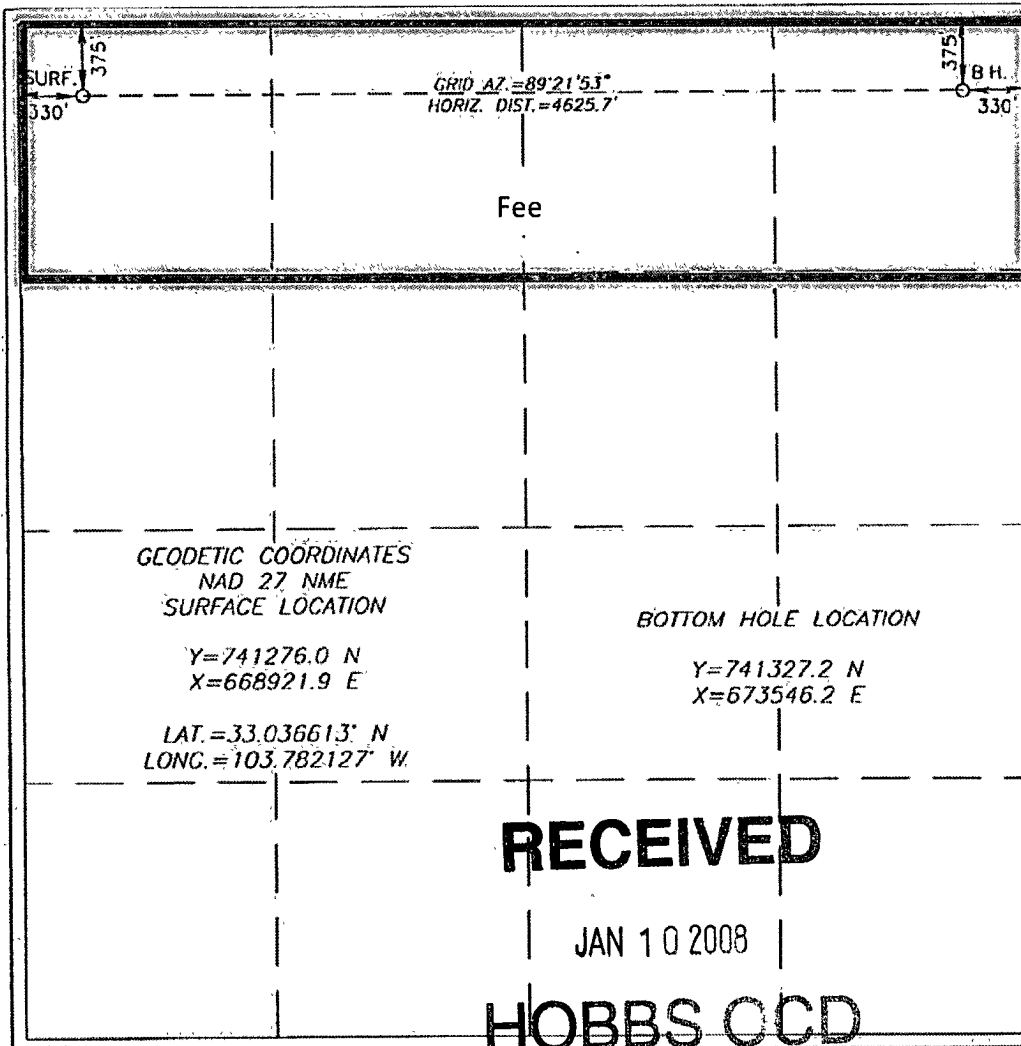 375'
375'
SURF.
B.H.
330'
330'
GRID AZ.=89°21'53"
HORIZ. DIST.=4625.7'
Fee
GEODETIC COORDINATES
NAD 27 NME
SURFACE LOCATION
Y=741276.0 N
X=668921.9 E
LAT.=33.036613° N
LONG.=103.782127° W
BOTTOM HOLE LOCATION
Y=741327.2 N
X=673546.2 E
RECEIVED
JAN 10 2008
HOBBS OCD